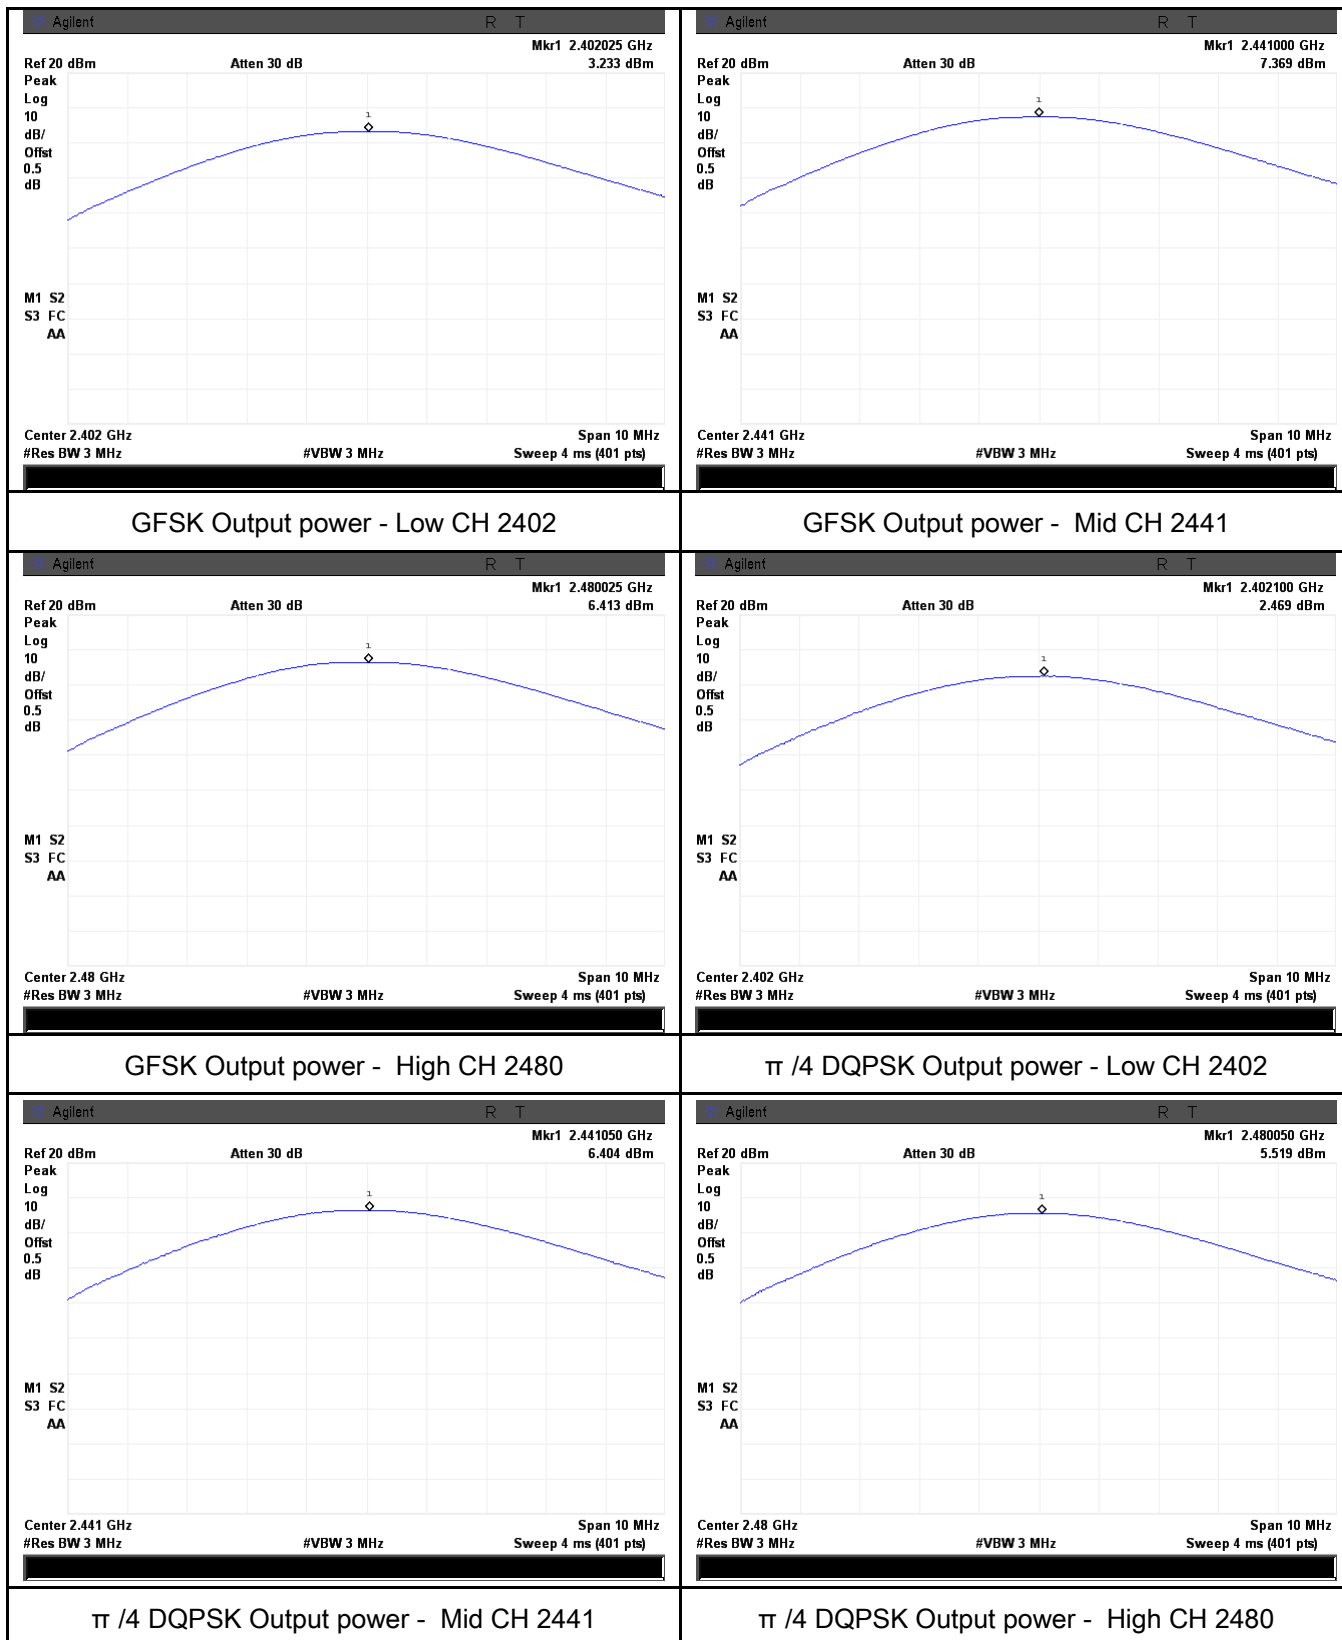 Agilent R T
Mkr1 2.402025 GHz
Ref 20 dBm Atten 30 dB 3.233 dBm
Peak
Log
10
dB/
Offst
0.5
dB
1
M1 S2
S3 FC
AA
Center 2.402 GHz Span 10 MHz
#Res BW 3 MHz #VBW 3 MHz Sweep 4 ms (401 pts)
GFSK Output power - Low CH 2402
Agilent R T
Mkr1 2.441000 GHz
Ref 20 dBm Atten 30 dB 7.369 dBm
Peak
Log
10
dB/
Offst
0.5
dB
1
M1 S2
S3 FC
AA
Center 2.441 GHz Span 10 MHz
#Res BW 3 MHz #VBW 3 MHz Sweep 4 ms (401 pts)
GFSK Output power - Mid CH 2441
Agilent R T
Mkr1 2.480025 GHz
Ref 20 dBm Atten 30 dB 6.413 dBm
Peak
Log
10
dB/
Offst
0.5
dB
1
M1 S2
S3 FC
AA
Center 2.48 GHz Span 10 MHz
#Res BW 3 MHz #VBW 3 MHz Sweep 4 ms (401 pts)
GFSK Output power - High CH 2480
Agilent R T
Mkr1 2.402100 GHz
Ref 20 dBm Atten 30 dB 2.469 dBm
Peak
Log
10
dB/
Offst
0.5
dB
1
M1 S2
S3 FC
AA
Center 2.402 GHz Span 10 MHz
#Res BW 3 MHz #VBW 3 MHz Sweep 4 ms (401 pts)
π /4 DQPSK Output power - Low CH 2402
Agilent R T
Mkr1 2.441050 GHz
Ref 20 dBm Atten 30 dB 6.404 dBm
Peak
Log
10
dB/
Offst
0.5
dB
1
M1 S2
S3 FC
AA
Center 2.441 GHz Span 10 MHz
#Res BW 3 MHz #VBW 3 MHz Sweep 4 ms (401 pts)
π /4 DQPSK Output power - Mid CH 2441
Agilent R T
Mkr1 2.480050 GHz
Ref 20 dBm Atten 30 dB 5.519 dBm
Peak
Log
10
dB/
Offst
0.5
dB
1
M1 S2
S3 FC
AA
Center 2.48 GHz Span 10 MHz
#Res BW 3 MHz #VBW 3 MHz Sweep 4 ms (401 pts)
π /4 DQPSK Output power - High CH 2480